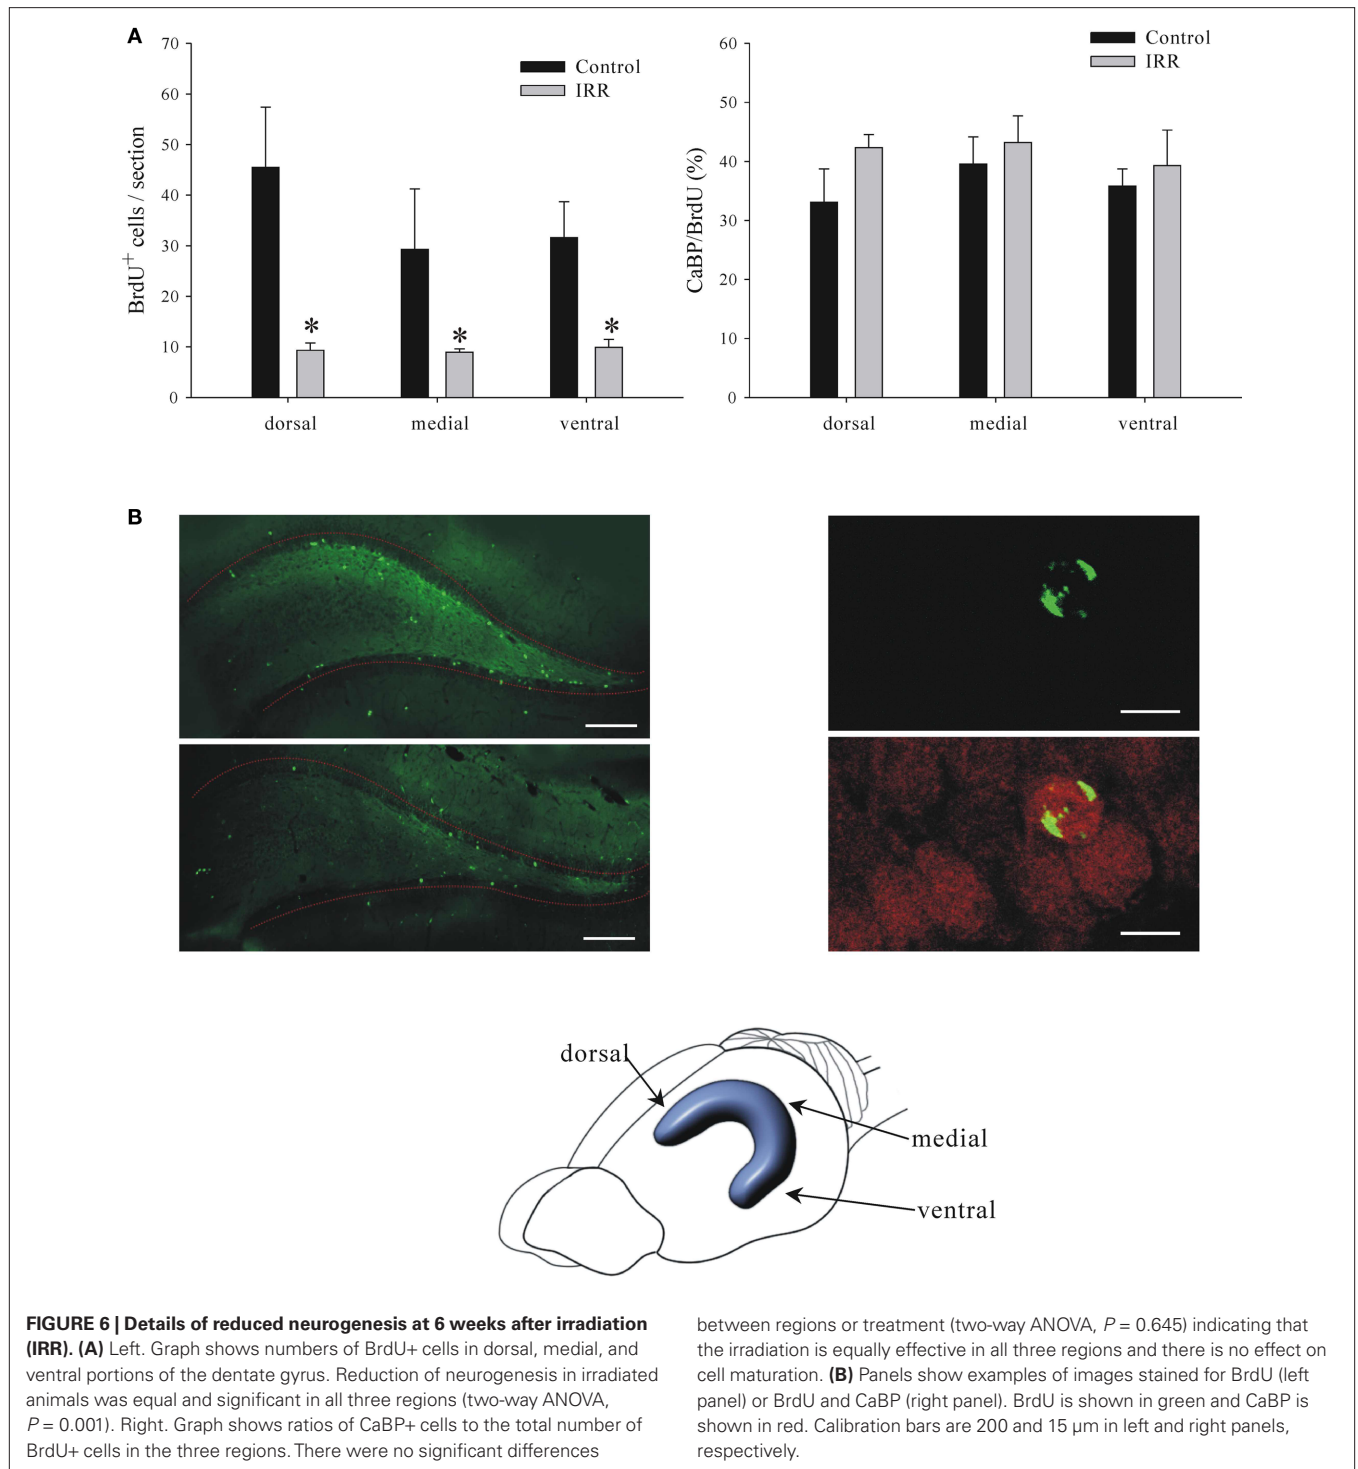 A
70
60
50
40
30
20
10
0
BrdU+ cells / section
Control
IRR
*
*
*
dorsal
medial
ventral
60
50
40
30
20
10
0
CaBP/BrdU (%)
Control
IRR
dorsal
medial
ventral
B
dorsal
medial
ventral
FIGURE 6 | Details of reduced neurogenesis at 6 weeks after irradiation
(IRR). (A) Left. Graph shows numbers of BrdU+ cells in dorsal, medial, and
ventral portions of the dentate gyrus. Reduction of neurogenesis in irradiated
animals was equal and significant in all three regions (two-way ANOVA,
P = 0.001). Right. Graph shows ratios of CaBP+ cells to the total number of
BrdU+ cells in the three regions. There were no significant differences
between regions or treatment (two-way ANOVA, P = 0.645) indicating that
the irradiation is equally effective in all three regions and there is no effect on
cell maturation. (B) Panels show examples of images stained for BrdU (left
panel) or BrdU and CaBP (right panel). BrdU is shown in green and CaBP is
shown in red. Calibration bars are 200 and 15 µm in left and right panels,
respectively.